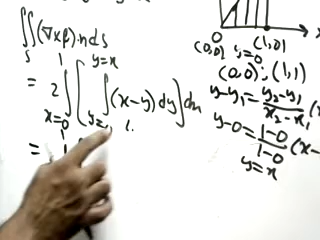 ∬_S (∇×F)·n ds
= 2 ∫_{x=0}^{1} [ ∫_{y=}^{y=x} (x-y) dy ] dx
=
x
0
(0,0) y=0 (1,0)
(0,0); (1,1)
y-y₁ = (y₂-y₁)/(x₂-x₁) (x
y-0 = (1-0)/(1-0) (x-
y=x